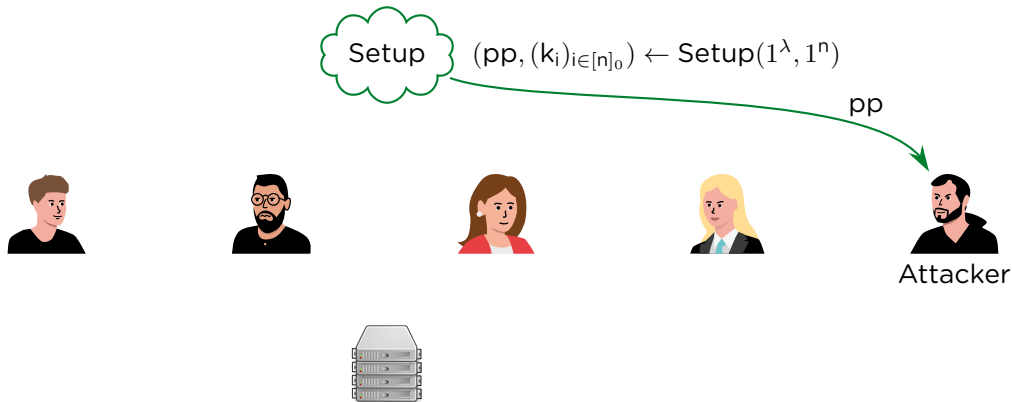 Setup (pp, (k_i)_{i∈[n]_0}) ← Setup(1^λ, 1^n)
pp
Attacker